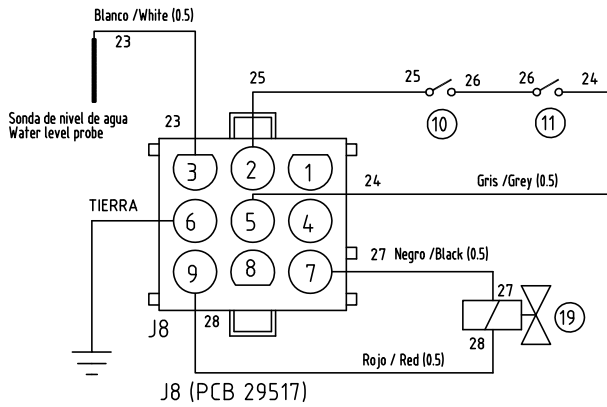 Blanco /White (0.5)
23
Sonda de nivel de agua
Water level probe
23
25
25
26
26
24
10
11
3
2
1
24
Gris /Grey (0.5)
TIERRA
6
5
4
27
Negro /Black (0.5)
9
8
7
27
19
28
28
J8
Rojo / Red (0.5)
J8 (PCB 29517)